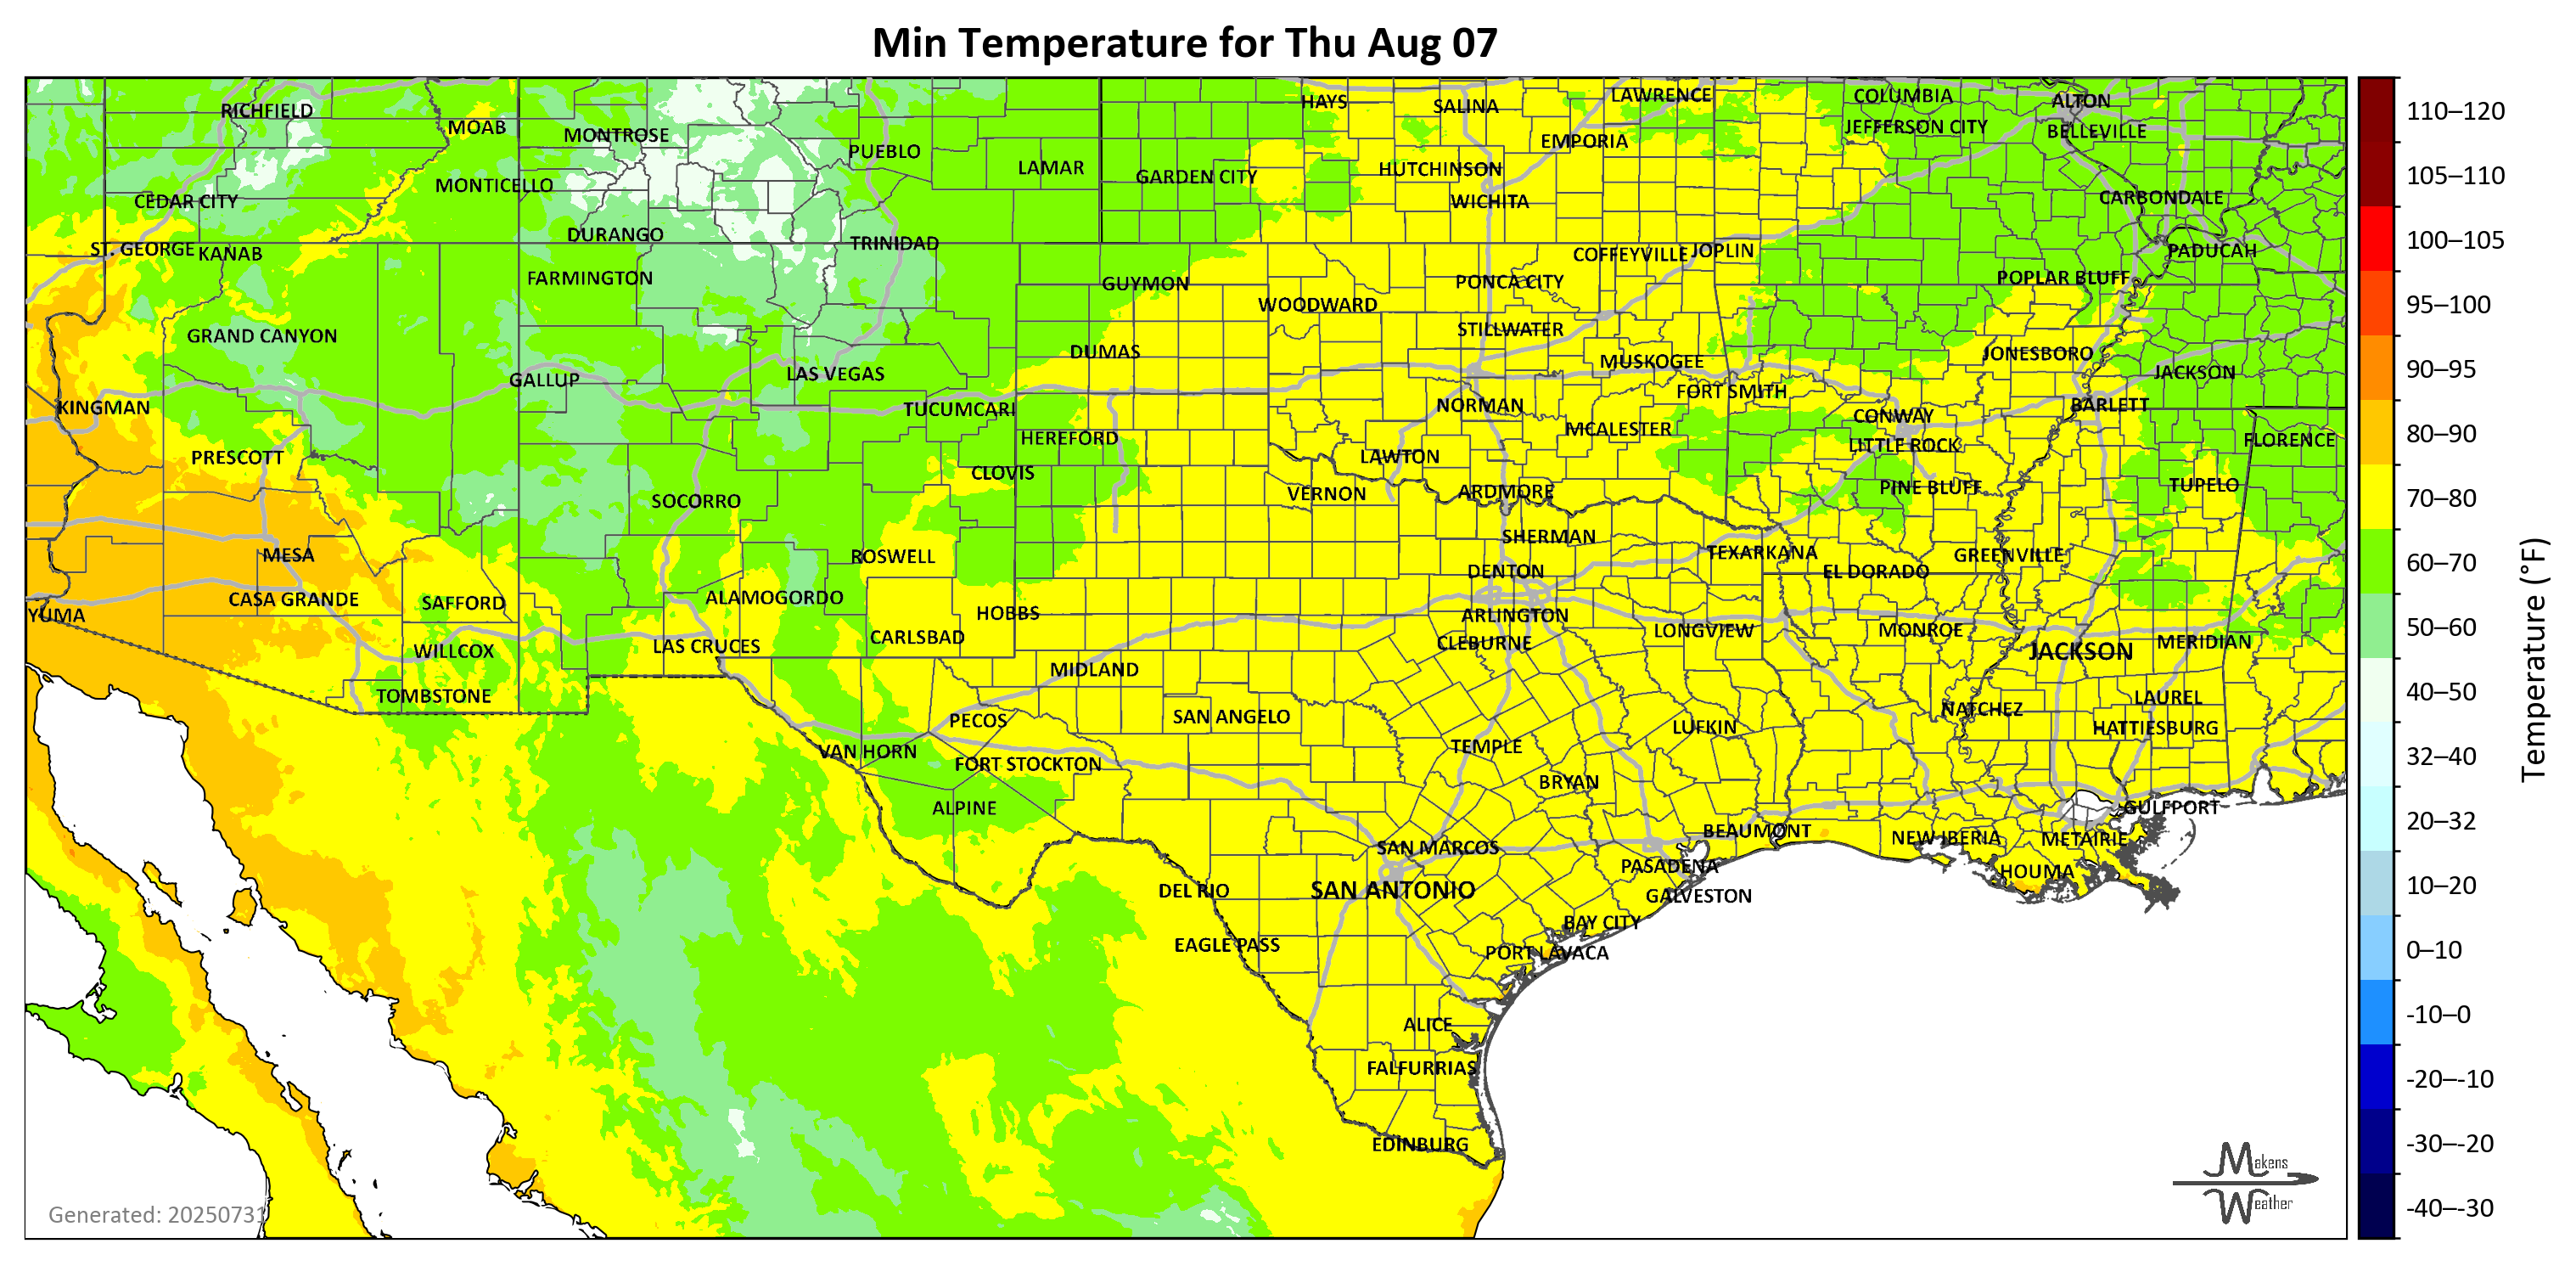 Min Temperature for Thu Aug 07
RICHFIELD
MOAB
MONTROSE
PUEBLO
LAMAR
HAYS
SALINA
LAWRENCE
COLUMBIA
ALTON
JEFFERSON CITY
BELLEVILLE
EMPORIA
HUTCHINSON
GARDEN CITY
WICHITA
MONTICELLO
CEDAR CITY
CARBONDALE
DURANGO
TRINIDAD
ST. GEORGE
KANAB
COFFEYVILLE
JOPLIN
PADUCAH
FARMINGTON
GUYMON
PONCA CITY
POPLAR BLUFF
WOODWARD
GRAND CANYON
STILLWATER
DUMAS
MUSKOGEE
JONESBORO
JACKSON
GALLUP
LAS VEGAS
FORT SMITH
KINGMAN
TUCUMCARI
NORMAN
CONWAY
BARLETT
HEREFORD
MCALESTER
LITTLE ROCK
FLORENCE
PRESCOTT
LAWTON
CLOVIS
SOCORRO
VERNON
ARDMORE
PINE BLUFF
TUPELO
SHERMAN
MESA
ROSWELL
TEXARKANA
GREENVILLE
DENTON
EL DORADO
CASA GRANDE
SAFFORD
ALAMOGORDO
HOBBS
YUMA
ARLINGTON
LAS CRUCES
CARLSBAD
CLEBURNE
LONGVIEW
MONROE
MERIDIAN
WILLCOX
JACKSON
MIDLAND
TOMBSTONE
LAUREL
PECOS
SAN ANGELO
NATCHEZ
LUFKIN
HATTIESBURG
VAN HORN
FORT STOCKTON
TEMPLE
BRYAN
ALPINE
GULFPORT
BEAUMONT
NEW IBERIA
METAIRIE
SAN MARCOS
PASADENA
HOUMA
DEL RIO
SAN ANTONIO
GALVESTON
BAY CITY
EAGLE PASS
PORT LAVACA
ALICE
FALFURRIAS
EDINBURG
Generated: 20250731
Makens
Weather
110–120
105–110
100–105
95–100
90–95
80–90
70–80
60–70
50–60
40–50
32–40
20–32
10–20
0–10
-10–0
-20–-10
-30–-20
-40–-30
Temperature (°F)